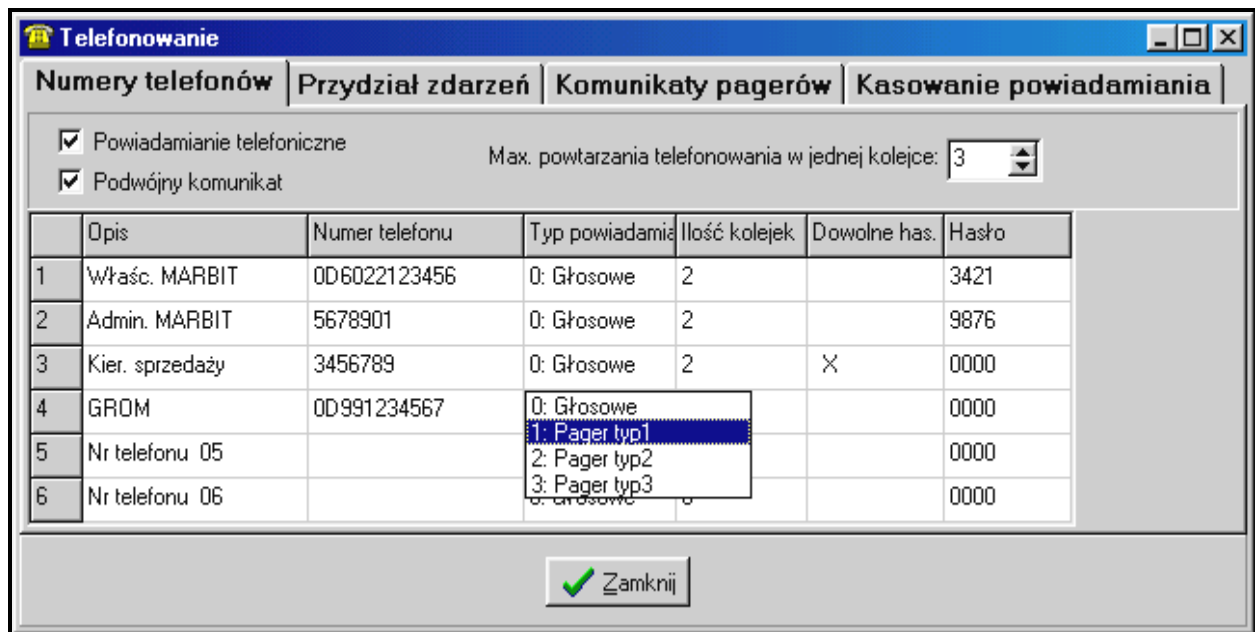 Telefonowanie
Numery telefonów Przydział zdarzeń Komunikaty pagerów Kasowanie powiadamiania
Powiadamianie telefoniczne
Max. powtarzania telefonowania w jednej kolejce: 3
Podwójny komunikat
Opis Numer telefonu Typ powiadamia Ilość kolejek Dowolne has. Hasło
1 Właśc. MARBIT 0D6022123456 0: Głosowe 2 3421
2 Admin. MARBIT 5678901 0: Głosowe 2 9876
3 Kier. sprzedaży 3456789 0: Głosowe 2 X 0000
4 GROM 0D991234567 0: Głosowe 0000
1: Pager typ1
5 Nr telefonu 05 2: Pager typ2 0000
3: Pager typ3
6 Nr telefonu 06 0000
Zamknij